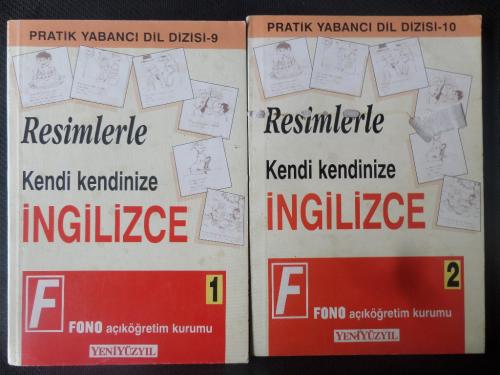 PRATİK YABANCI DİL DİZİSİ-9
Resimlerle
Kendi kendinize
İNGİLİZCE
F
1
FONO açıköğretim kurumu
YENİYÜZYIL
PRATİK YABANCI DİL DİZİSİ-10
Resimlerle
Kendi kendinize
İNGİLİZCE
F
2
FONO açıköğretim kurumu
YENİYÜZYIL